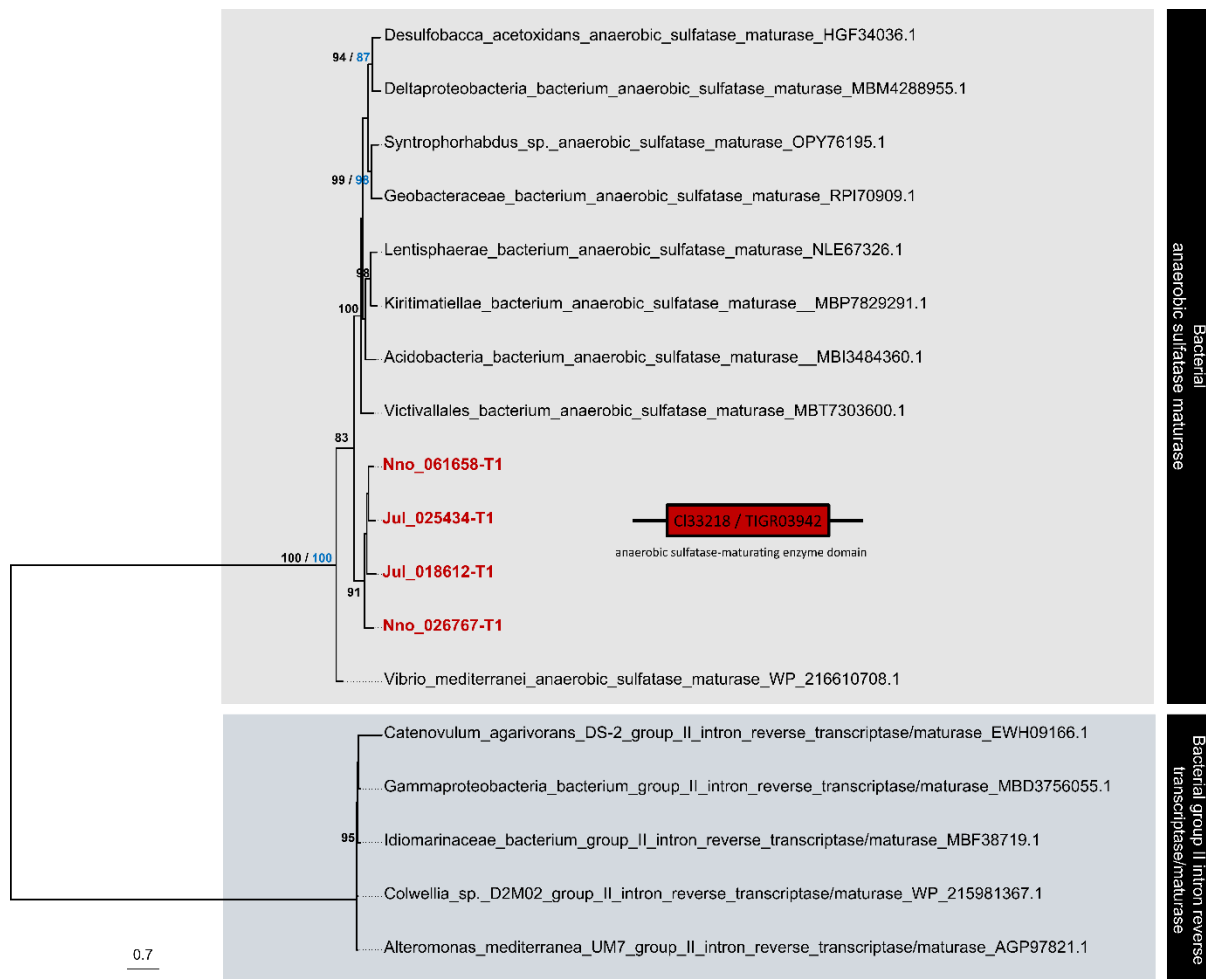 Desulfobacca_acetoxidans_anaerobic_sulfatase_maturase_HGF34036.1
94 / 87
Deltaproteobacteria_bacterium_anaerobic_sulfatase_maturase_MBM4288955.1
Syntrophorhabdus_sp._anaerobic_sulfatase_maturase_OPY76195.1
99 / 98
Geobacteraceae_bacterium_anaerobic_sulfatase_maturase_RPI70909.1
Lentisphaerae_bacterium_anaerobic_sulfatase_maturase_NLE67326.1
98
Kiritimatiellae_bacterium_anaerobic_sulfatase_maturase__MBP7829291.1
100
Acidobacteria_bacterium_anaerobic_sulfatase_maturase__MBI3484360.1
Victivallales_bacterium_anaerobic_sulfatase_maturase_MBT7303600.1
83
Nno_061658-T1
Jul_025434-T1
Cl33218 / TIGR03942
anaerobic sulfatase-maturating enzyme domain
100 / 100
Jul_018612-T1
91
Nno_026767-T1
Vibrio_mediterranei_anaerobic_sulfatase_maturase_WP_216610708.1
Bacterial
anaerobic sulfatase maturase
Catenovulum_agarivorans_DS-2_group_II_intron_reverse_transcriptase/maturase_EWH09166.1
Gammaproteobacteria_bacterium_group_II_intron_reverse_transcriptase/maturase_MBD3756055.1
95
Idiomarinaceae_bacterium_group_II_intron_reverse_transcriptase/maturase_MBF38719.1
Colwellia_sp._D2M02_group_II_intron_reverse_transcriptase/maturase_WP_215981367.1
Alteromonas_mediterranea_UM7_group_II_intron_reverse_transcriptase/maturase_AGP97821.1
Bacterial group II intron reverse
transcriptase/maturase
0.7